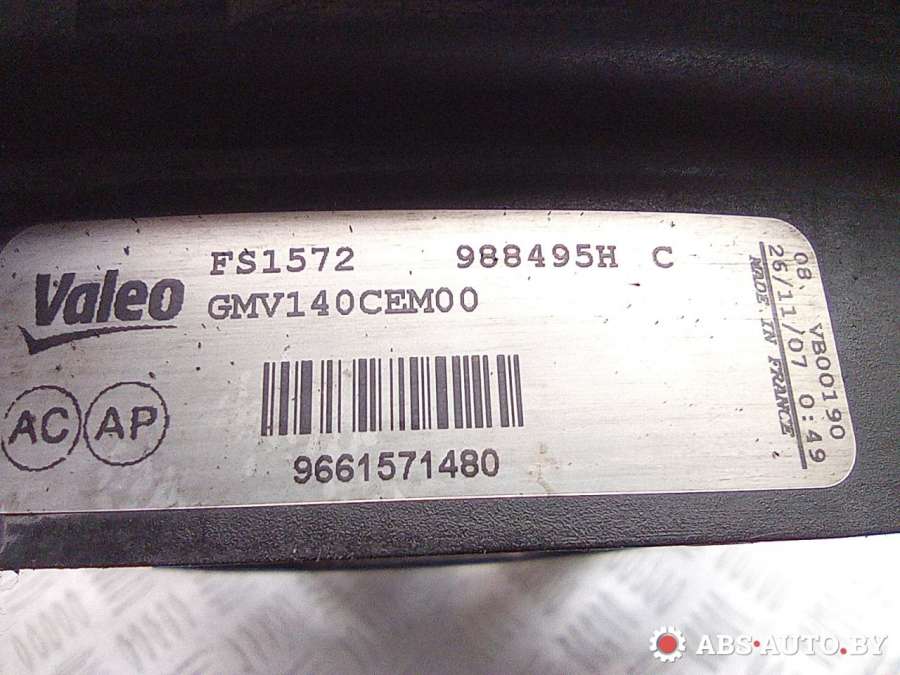 Valeo
FS1572 988495H C
GMV140CEM00
AC AP
9661571480
08. VB00190
26/11/07 0:49
MADE IN FRANCE
ABS-AUTO.BY